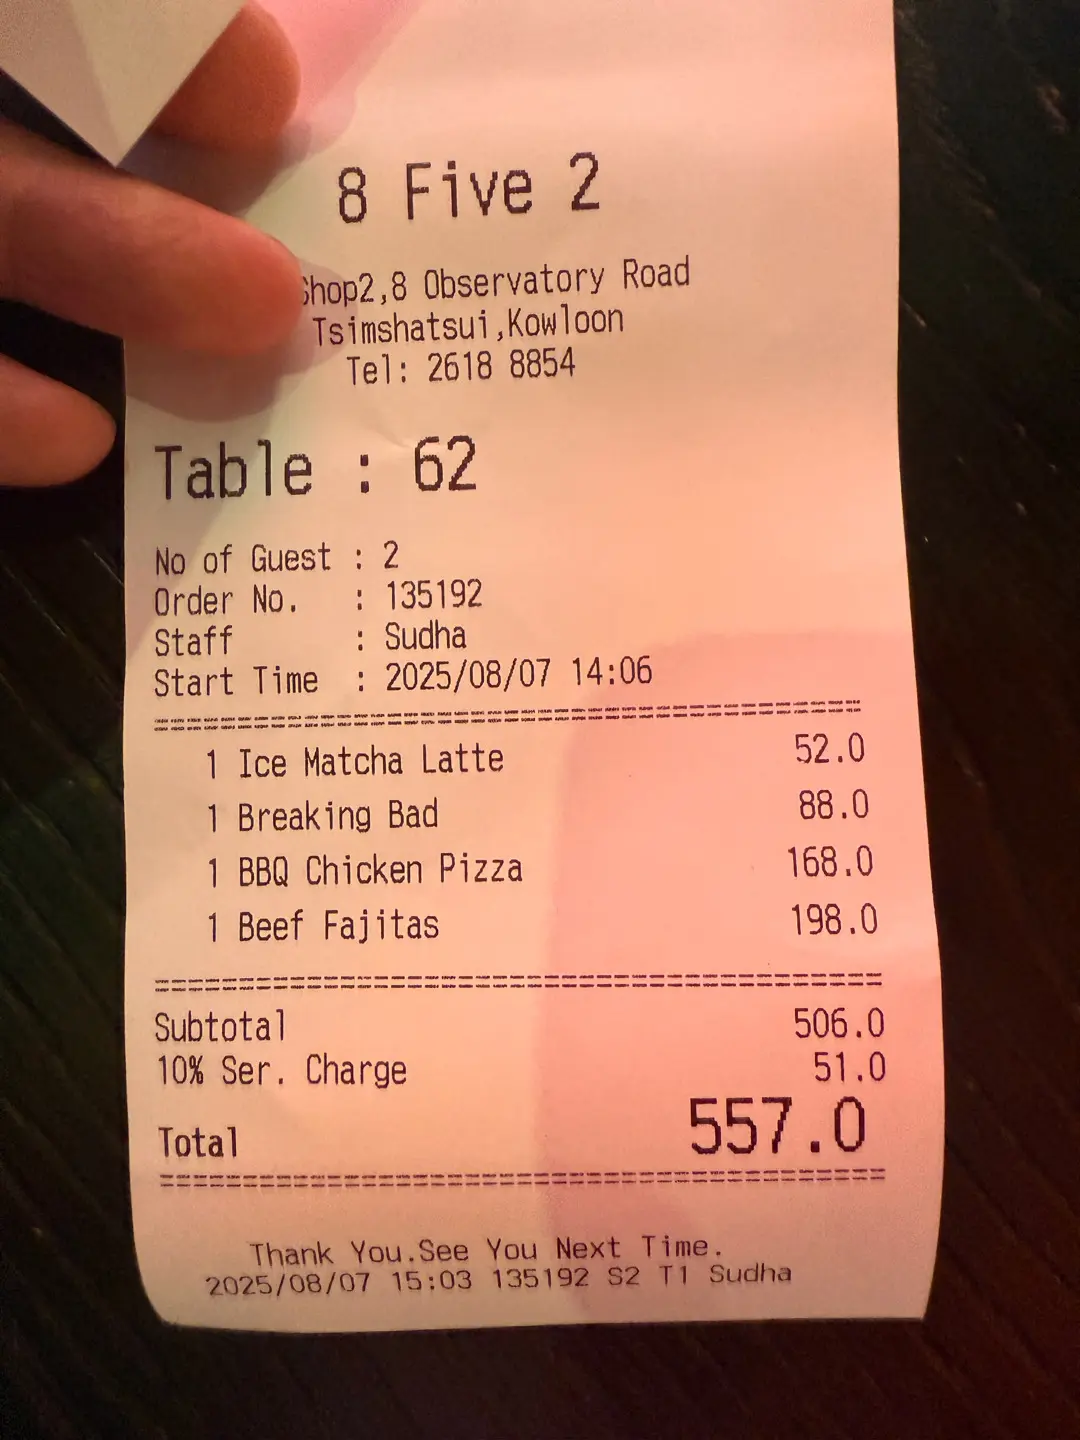 8 Five 2
Shop2,8 Observatory Road
Tsimshatsui,Kowloon
Tel: 2618 8854
Table : 62
No of Guest : 2
Order No. : 135192
Staff : Sudha
Start Time : 2025/08/07 14:06
1 Ice Matcha Latte 52.0
1 Breaking Bad 88.0
1 BBQ Chicken Pizza 168.0
1 Beef Fajitas 198.0
Subtotal 506.0
10% Ser. Charge 51.0
Total 557.0
Thank You.See You Next Time.
2025/08/07 15:03 135192 S2 T1 Sudha